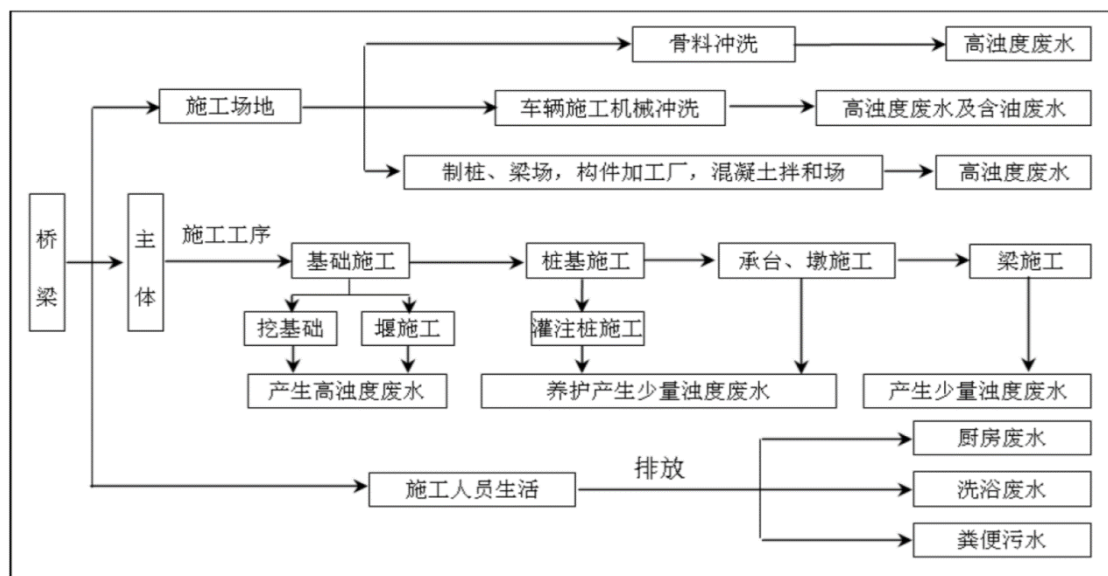 骨料冲洗
高浊度废水
施工场地
车辆施工机械冲洗
高浊度废水及含油废水
制桩、梁场，构件加工厂，混凝土拌和场
高浊度废水
桥梁
主体
施工工序
基础施工
桩基施工
承台、墩施工
梁施工
挖基础
堰施工
灌注桩施工
产生高浊度废水
养护产生少量浊度废水
产生少量浊度废水
厨房废水
排放
施工人员生活
洗浴废水
粪便污水